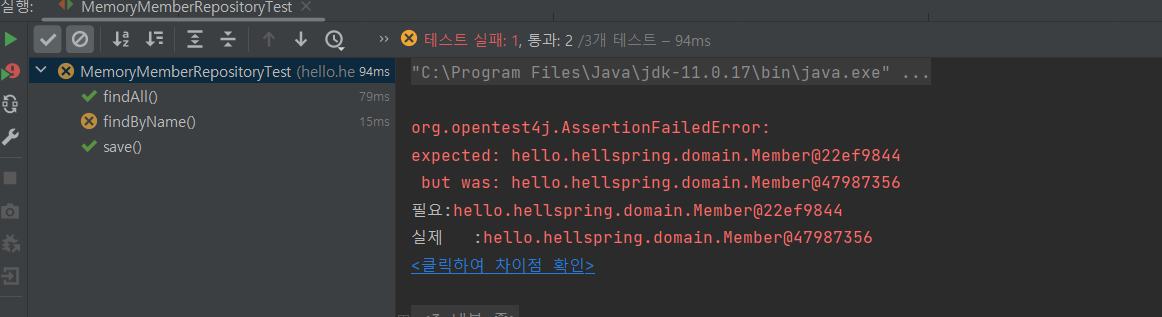 실행: MemoryMemberRepositoryTest ×
테스트 실패: 1, 통과: 2 /3개 테스트 – 94ms
MemoryMemberRepositoryTest (hello.he 94ms
findAll() 79ms
findByName() 15ms
save()
"C:\Program Files\Java\jdk-11.0.17\bin\java.exe" ...
org.opentest4j.AssertionFailedError:
expected: hello.hellspring.domain.Member@22ef9844
but was: hello.hellspring.domain.Member@47987356
필요:hello.hellspring.domain.Member@22ef9844
실제 :hello.hellspring.domain.Member@47987356
<클릭하여 차이점 확인>